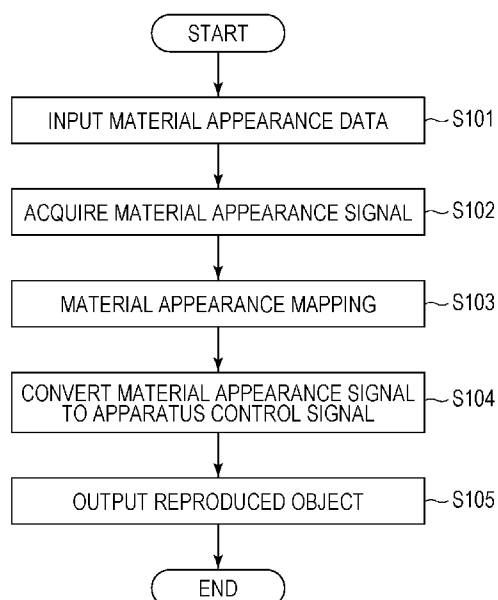 START
INPUT MATERIAL APPEARANCE DATA
S101
ACQUIRE MATERIAL APPEARANCE SIGNAL
S102
MATERIAL APPEARANCE MAPPING
S103
CONVERT MATERIAL APPEARANCE SIGNAL
TO APPARATUS CONTROL SIGNAL
S104
OUTPUT REPRODUCED OBJECT
S105
END